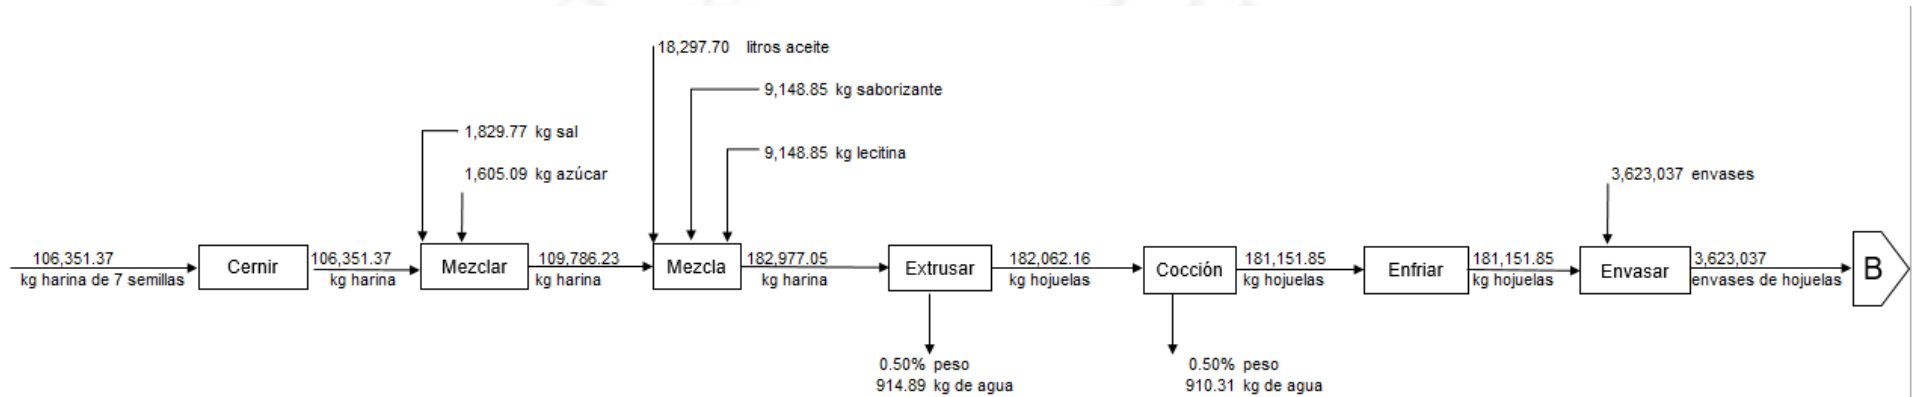 18,297.70 litros aceite
9,148.85 kg saborizante
1,829.77 kg sal
9,148.85 kg lecitina
1,605.09 kg azúcar
3,623,037 envases
106,351.37
kg harina de 7 semillas
Cernir
106,351.37
kg harina
Mezclar
109,786.23
kg harina
Mezcla
182,977.05
kg harina
Extrusar
182,062.16
kg hojuelas
Cocción
181,151.85
kg hojuelas
Enfriar
181,151.85
kg hojuelas
Envasar
3,623,037
envases de hojuelas
B
0.50% peso
914.89 kg de agua
0.50% peso
910.31 kg de agua